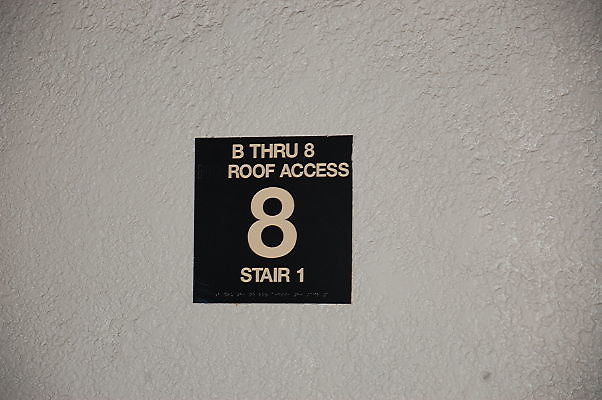 B THRU 8
ROOF ACCESS
8
STAIR 1